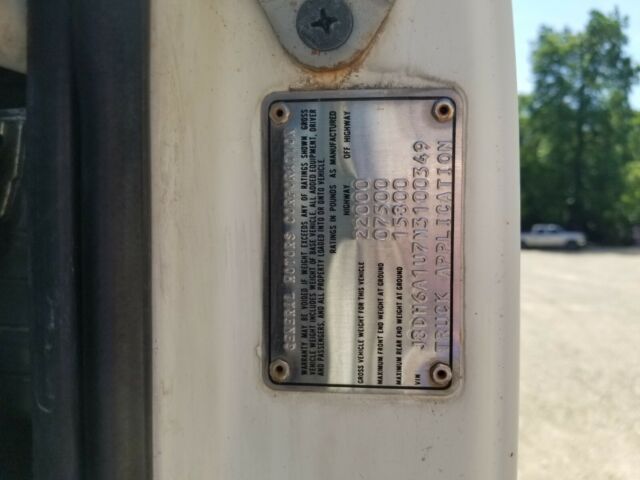 GENERAL MOTORS CORPORATION
WARRANTY MAY BE VOIDED IF WEIGHT EXCEEDS ANY OF RATINGS SHOWN. GROSS
VEHICLE WEIGHT INCLUDES WEIGHT OF BASE VEHICLE, ALL ADDED EQUIPMENT, DRIVER
AND PASSENGERS, AND ALL PROPERTY LOADED INTO OR ONTO VEHICLE.
RATINGS IN POUNDS AS MANUFACTURED
HIGHWAY OFF HIGHWAY
GROSS VEHICLE WEIGHT FOR THIS VEHICLE 22000
MAXIMUM FRONT END WEIGHT AT GROUND 07500
MAXIMUM REAR END WEIGHT AT GROUND 15800
VIN J8DM6A1U7N3100349
TRUCK APPLICATION